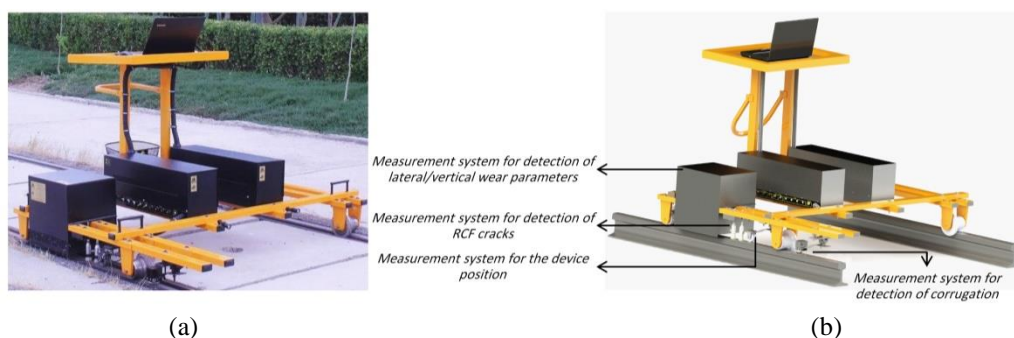 Measurement system for detection of
lateral/vertical wear parameters
Measurement system for detection of
RCF cracks
Measurement system for the device
position
Measurement system for
detection of corrugation
(a)
(b)